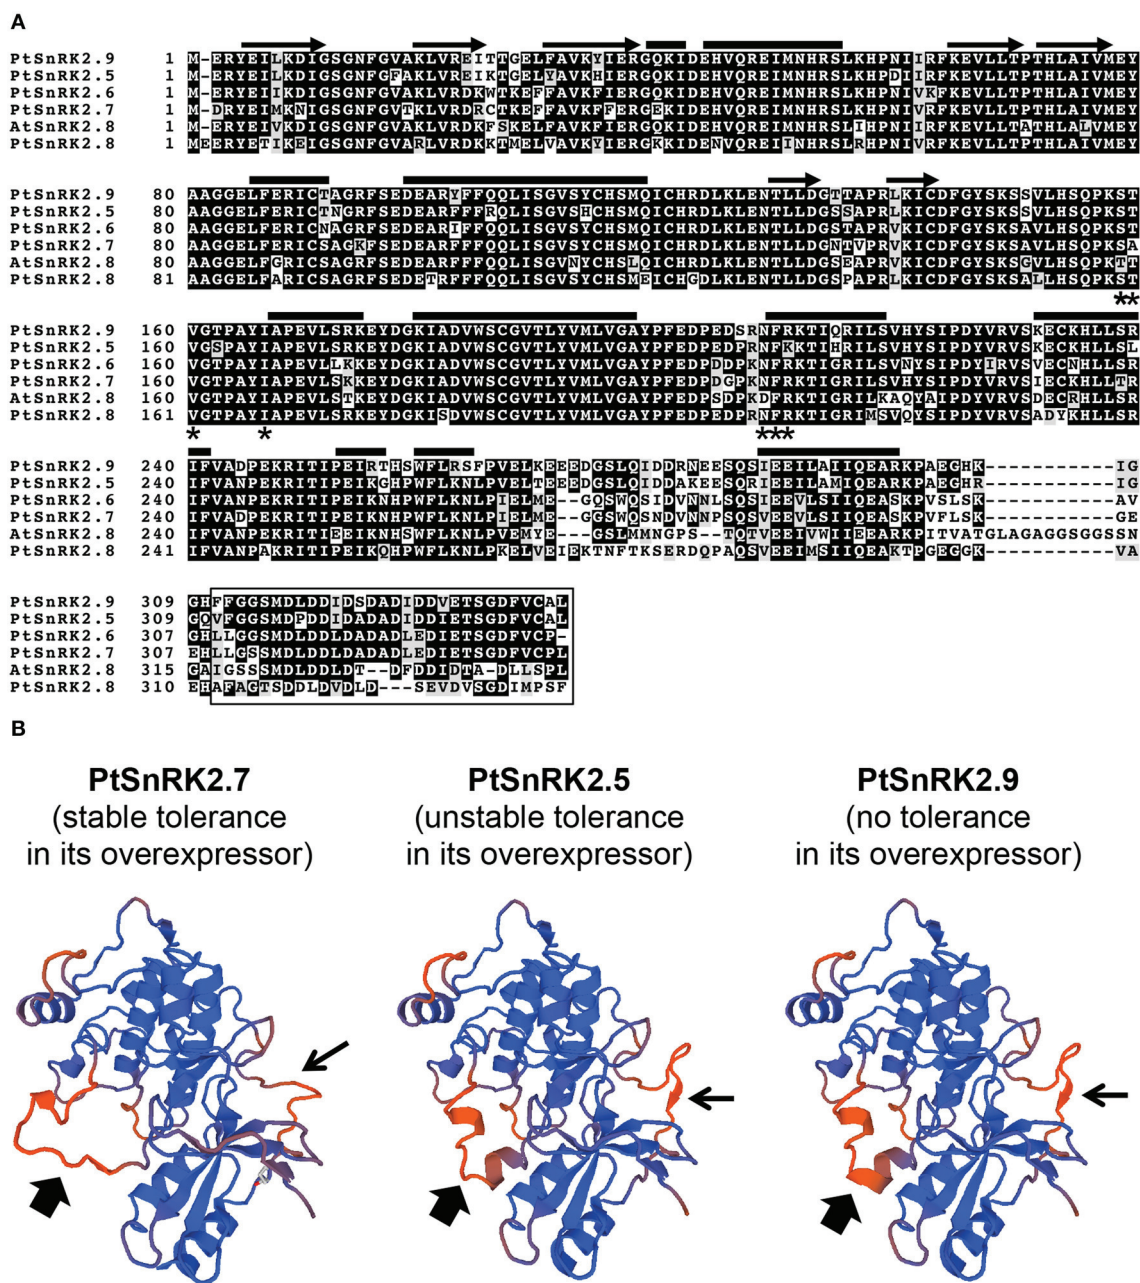 A
PtSnRK2.9 1 M-ERYEILKDIGSGNFGVAKLVREITTGELFAVKYIERGQKIDEHVQREIMNHRSLKHPNIIRFKEVLLTPTHLAIVMEY
PtSnRK2.5 1 M-ERYEILKDIGSGNFGFAKLVREIKTGELYAVKHIERGQKIDEHVQREIMNHRSLKHPDIIRFKEVLLTPTHLAIVMEY
PtSnRK2.6 1 M-ERYEIIKDIGSGNFGVAKLVRDKWTKELFAVKFIERGQKIDEHVQREIMNHRSLKHPNIVKFKEVLLTPTHLAIVMEY
PtSnRK2.7 1 M-DRYEIMKNIGSGNFGVTKLVRDRCTKEFFAVKFFERGEKIDEHVQREIMNHRSLKHPNIVRFKEVLLTPTHLAIVMEY
AtSnRK2.8 1 M-ERYEIVKDIGSGNFGVAKLVRDKFSKELFAVKFIERGQKIDEHVQREIMNHRSLIHPNIIRFKEVLLTATHLALVMEY
PtSnRK2.8 1 MEERYETIKEIGSGNFGVARLVRDKKTMELVAVKYIERGQKIDENVQREIINHRSLRHPNIVRFKEVLLTPTHLAIVMEY
PtSnRK2.9 80 AAGGELFERICTAGRFSEDEARYFFQQLISGVSYCHSMQICHRDLKLENTLLDGTTAPRLKICDFGYSKSSVLHSQPKST
PtSnRK2.5 80 AAGGELFERICTNGRFSEDEARFFFRQLISGVSHCHSMQICHRDLKLENTLLDGSSAPRLKICDFGYSKSSVLHSQPKST
PtSnRK2.6 80 AAGGELFERICNAGRFSEDEARIFFQQLISGVSYCHSMQICHRDLKLENTLLDGSTAPRVKICDFGYSKSAVLHSQPKST
PtSnRK2.7 80 AAGGELFERICSAGKFSEDEARFFFQQLISGVSYCHSMQICHRDLKLENTLLDGNTVPRVKICDFGYSKSAVLHSQPKSA
AtSnRK2.8 80 AAGGELFGRICSAGRFSEDEARFFFQQLISGVNYCHSLQICHRDLKLENTLLDGSEAPRVKICDFGYSKSGVLHSQPKTT
PtSnRK2.8 81 AAGGELFERICSAGRFSEDETRFFFQQLISGVSYCHSMEICHGDLKLENTLLDGSPAPRLKICDFGYSKSALLHSQPKST
**
PtSnRK2.9 160 VGTPAYIAPEVLSRKEYDGKIADVWSCGVTLYVMLVGAYPFEDPEDSRNFRKTIQRILSVHYSIPDYVRVSKECKHLLSR
PtSnRK2.5 160 VGSPAYIAPEVLSRKEYDGKIADVWSCGVTLYVMLVGAYPFEDPEDPRNFKKTIHRILSVHYSIPDYVRVSKECKHLLSL
PtSnRK2.6 160 VGTPAYIAPEVLLKKEYDGKIADVWSCGVTLYVMLVGAYPFEDPDDPKNFRKTIGRILSVNYSIPDYIRVSVECNHLLSR
PtSnRK2.7 160 VGTPAYIAPEVLSKKEYDGKIADVWSCGVTLYVMLVGAYPFEDPDGPKNFRKTIGRILSVHYSIPDYVRVSIECKHLLTR
AtSnRK2.8 160 VGTPAYIAPEVLSTKEYDGKIADVWSCGVTLYVMLVGAYPFEDPSDPKDFRKTIGRILKAQYAIPDYVRVSDECRHLLSR
PtSnRK2.8 161 VGTPAYIAPEVLSRKEYDGKISDVWSCGVTLYVMLVGAYPFEDPEDPRNFRKTIGRIMSVQYSIPDYVRVSADYKHLLSR
* * ***
PtSnRK2.9 240 IFVADPEKRITIPEIRTHSWFLRSFPVELKEEEDGSLQIDDRNEESQSIEEILAIIQEARKPAEGHK-----------IG
PtSnRK2.5 240 IFVANPEKRITIPEIKGHPWFLKNLPVELTEEEDGSLQIDDAKEESQRIEEILAMIQEARKPAEGHR-----------IG
PtSnRK2.6 240 IFVANPEKRITIPEIKNHPWFLKNLPIELME--GQSWQSIDVNNLSQSIEEVLSIIQEASKPVSLSK-----------AV
PtSnRK2.7 240 IFVADPEKRITIPEIKNHPWFLKNLPIELME--GGSWQSNDVNNPSQSVEEVLSIIQEASKPVFLSK-----------GE
AtSnRK2.8 240 IFVANPEKRITIEEIKNHSWFLKNLPVEMYE---GSLMMNGPS--TQTVEEIVWIIEEARKPITVATGLAGAGGSGGSSN
PtSnRK2.8 241 IFVANPAKRITIPEIKQHPWFLKNLPKELVEIEKTNFTKSERDQPAQSVEEIMSIIQEAKTPGEGGK-----------VA
PtSnRK2.9 309 GHFFGGSMDLDDIDSDADIDDVETSGDFVCAL
PtSnRK2.5 309 GQVFGGSMDPDDIDADADIDDIETSGDFVCAL
PtSnRK2.6 307 GHLLGGSMDLDDLDADADLEDIETSGDFVCP-
PtSnRK2.7 307 EHLLGSSMDLDDLDADADLEDIETSGDFVCPL
AtSnRK2.8 315 GAIGSSSMDLDDLDT--DFDDIDTA-DLLSPL
PtSnRK2.8 310 EHAFAGTSDDLDVDLD---SEVDVSGDIMPSF
B
PtSnRK2.7 PtSnRK2.5 PtSnRK2.9
(stable tolerance (unstable tolerance (no tolerance
in its overexpressor) in its overexpressor) in its overexpressor)